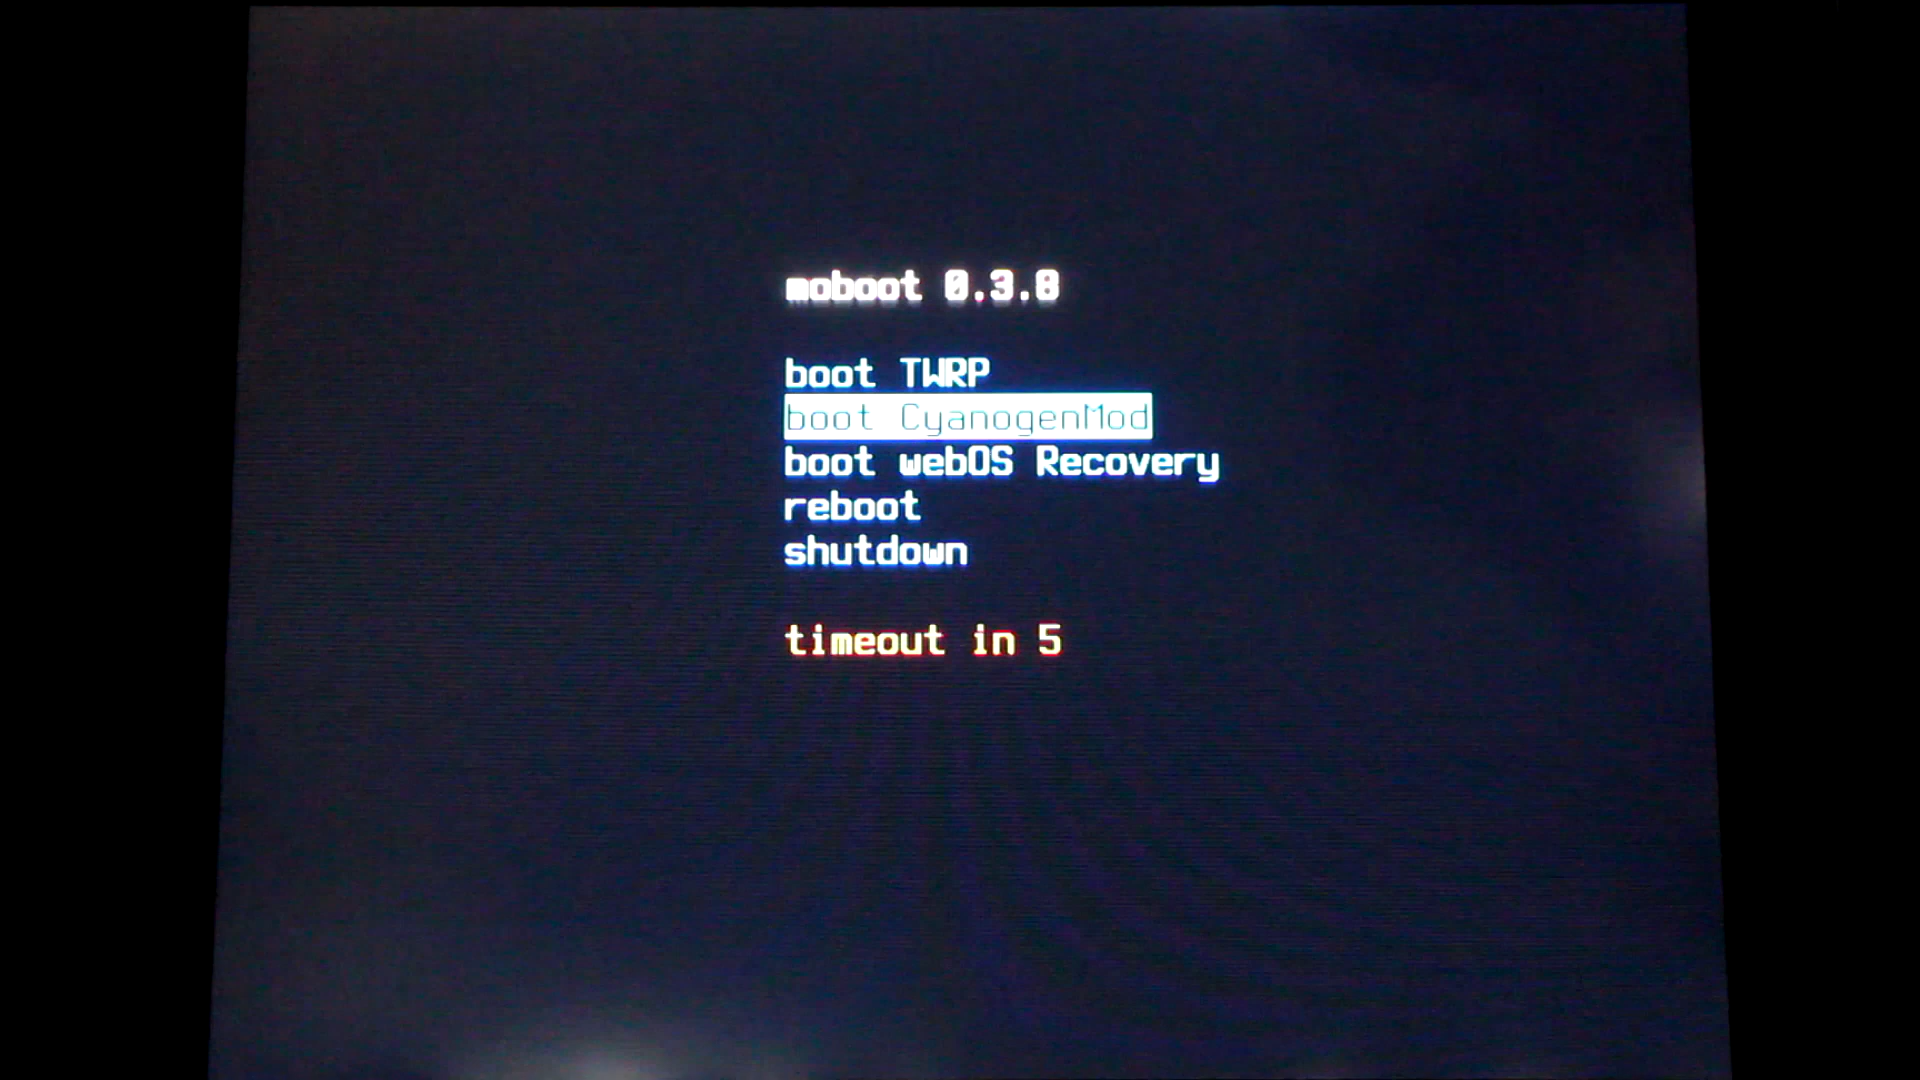 moboot 0.3.8
boot TWRP
boot CyanogenMod
boot webOS Recovery
reboot
shutdown
timeout in 5